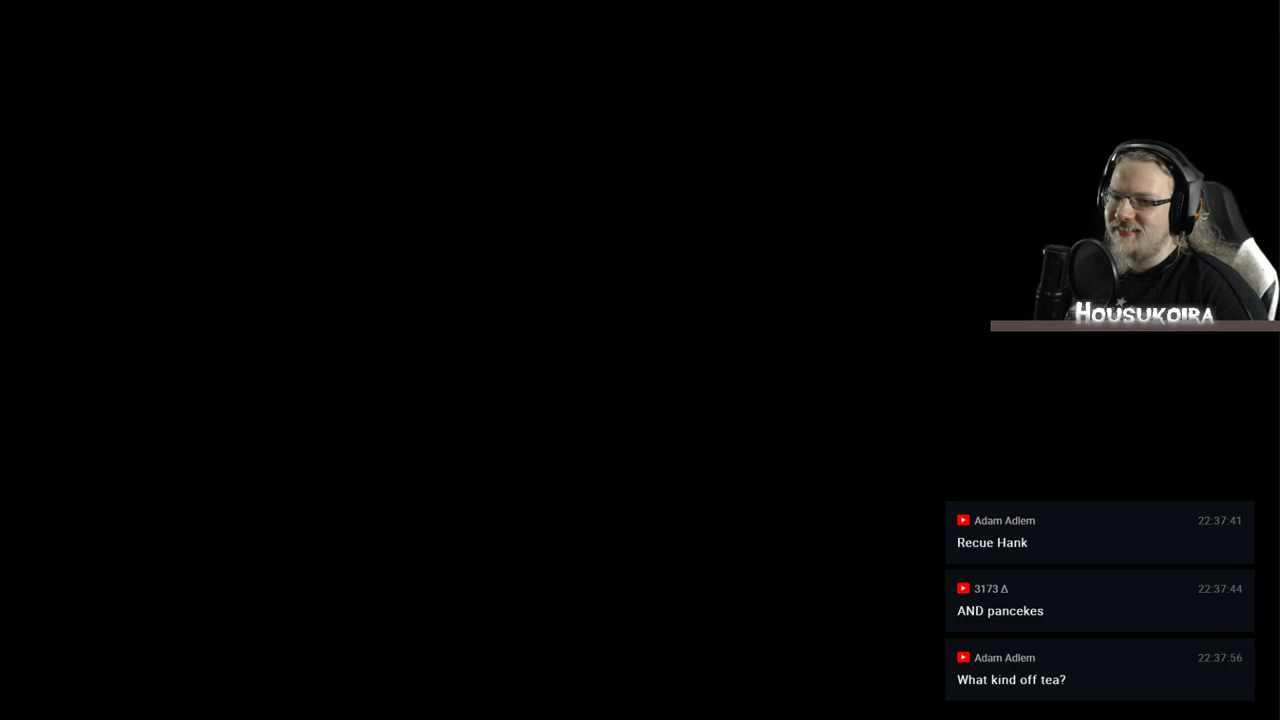 Housukoira
Adam Adlem 22:37:41
Recue Hank
3173 Δ 22:37:44
AND pancekes
Adam Adlem 22:37:56
What kind off tea?